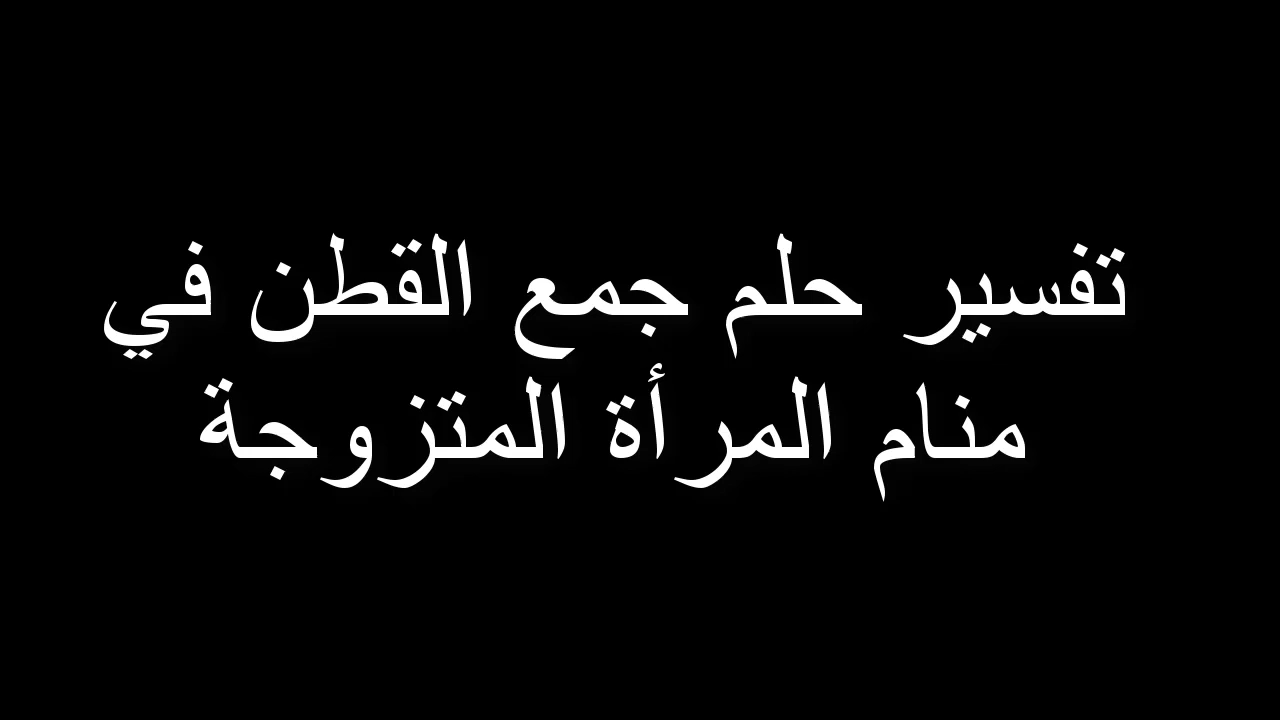 تفسير حلم جمع القطن في
منام المرأة المتزوجة